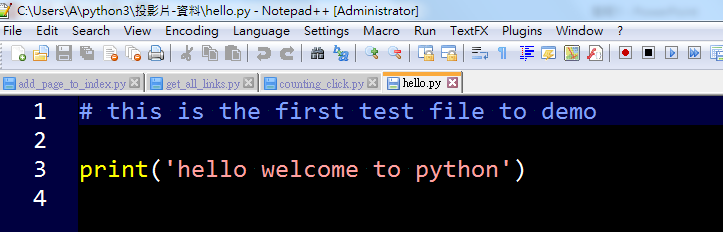 C:\Users\A\python3\投影片-資料\hello.py - Notepad++ [Administrator]
File Edit Search View Encoding Language Settings Macro Run TextFX Plugins Window ?
add_page_to_index.py get_all_links.py counting_click.py hello.py
1 # this is the first test file to demo
2
3 print('hello welcome to python')
4